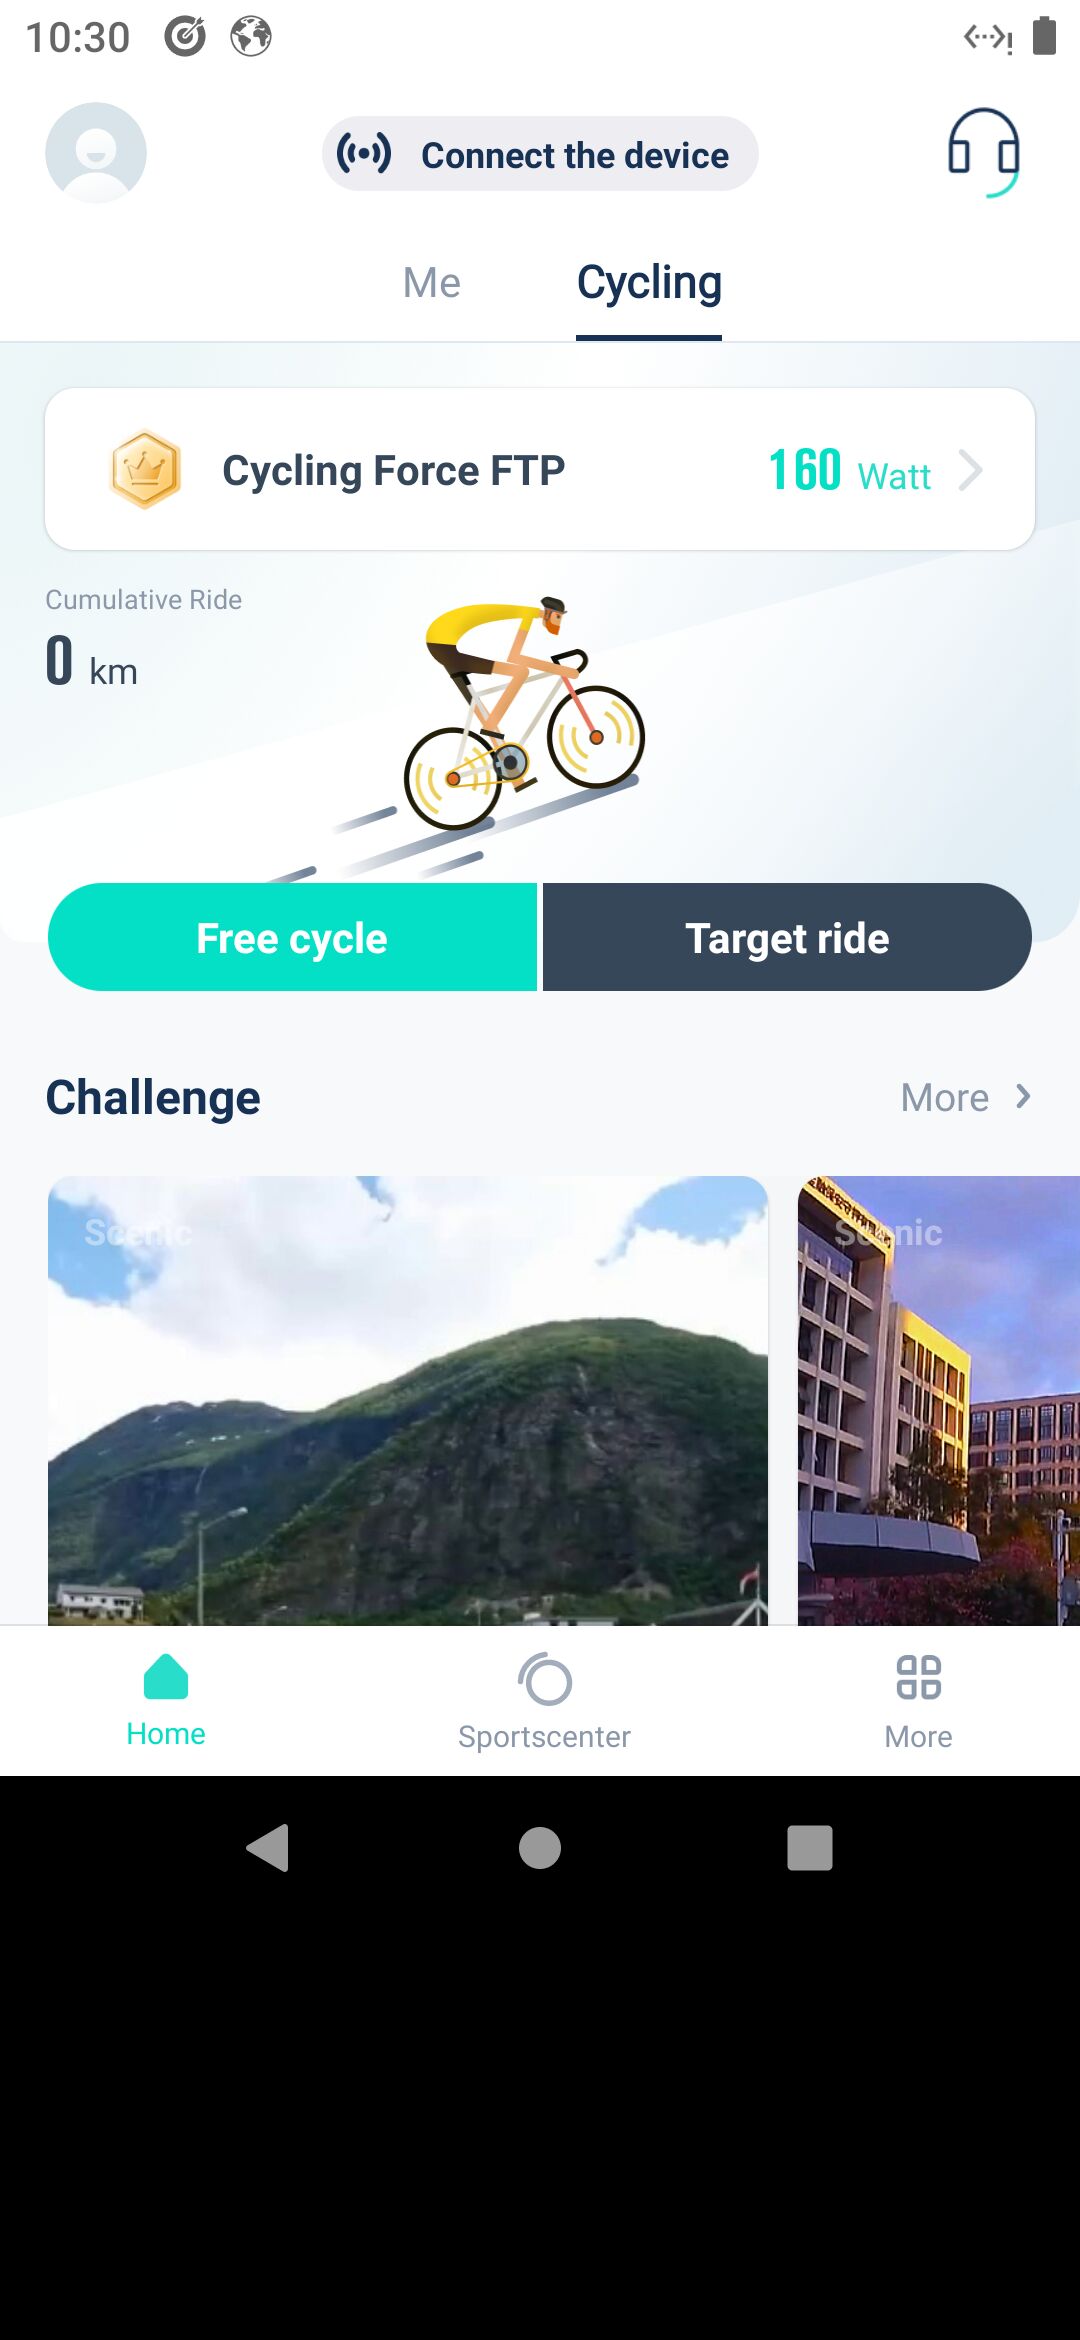 10:30
Connect the device
Me
Cycling
Cycling Force FTP
160 Watt
Cumulative Ride
0 km
Free cycle
Target ride
Challenge
More
Scenic
Scenic
Home
Sportscenter
More